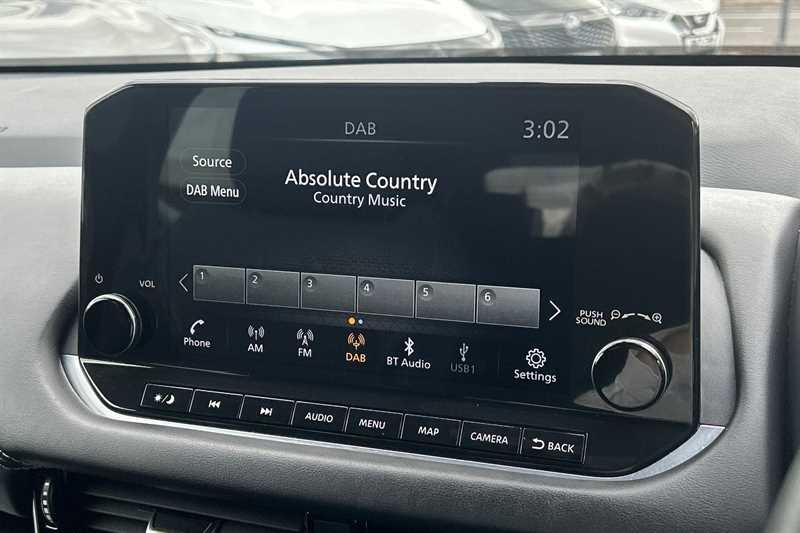 DAB
3:02
Source
Absolute Country
DAB Menu
Country Music
1 2 3 4 5 6
VOL
PUSH
SOUND
Phone
AM
FM
DAB
BT Audio
USB1
Settings
AUDIO
MENU
MAP
CAMERA
BACK